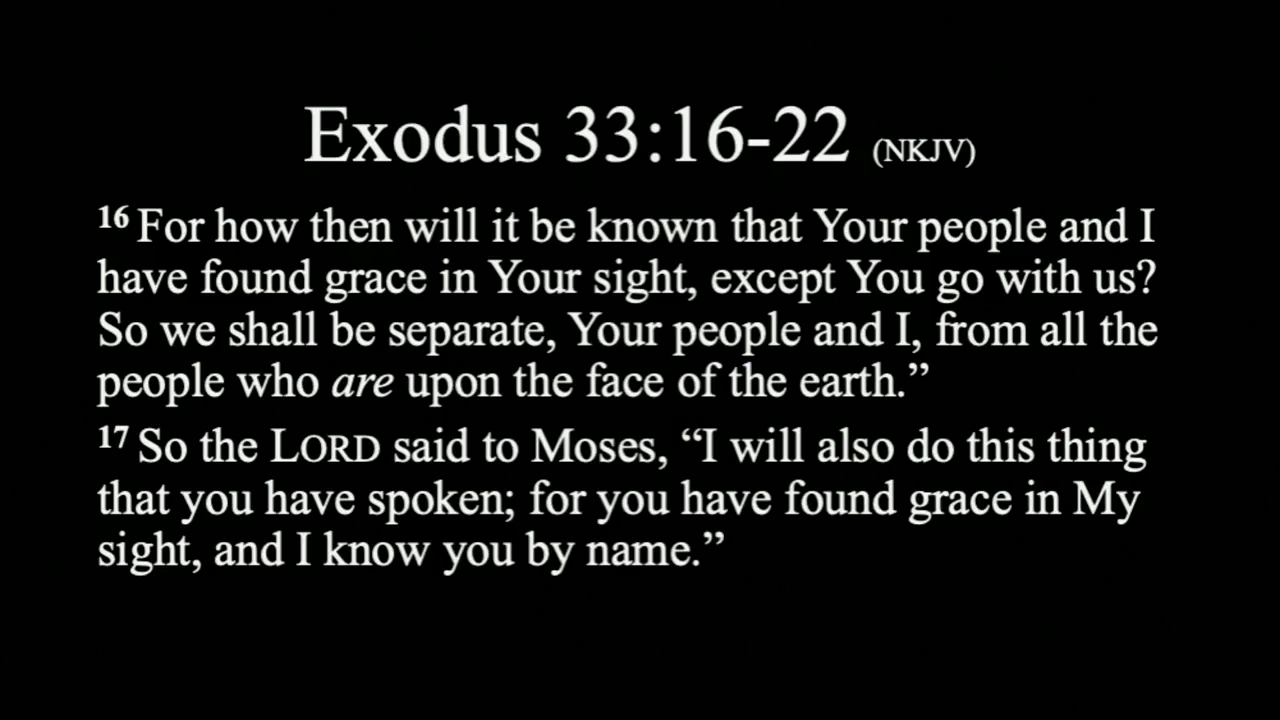 Exodus 33:16-22 (NKJV)
16 For how then will it be known that Your people and I
have found grace in Your sight, except You go with us?
So we shall be separate, Your people and I, from all the
people who are upon the face of the earth.”
17 So the LORD said to Moses, “I will also do this thing
that you have spoken; for you have found grace in My
sight, and I know you by name.”